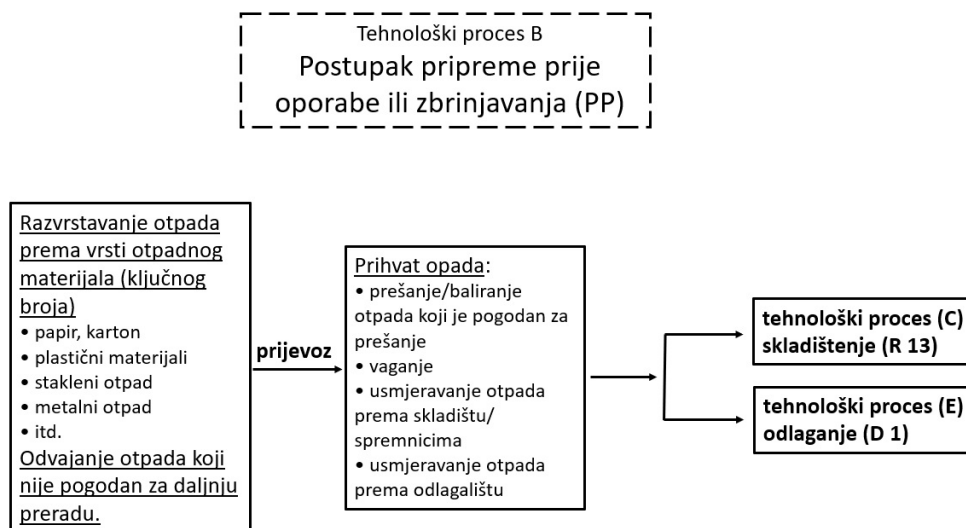 Tehnološki proces B
Postupak pripreme prije
oporabe ili zbrinjavanja (PP)
Razvrstavanje otpada
prema vrsti otpadnog
materijala (ključnog
broja)
• papir, karton
• plastični materijali
• stakleni otpad
• metalni otpad
• itd.
Odvajanje otpada koji
nije pogodan za daljnju
preradu.
prijevoz
Prihvat opada:
• prešanje/baliranje
otpada koji je pogodan za
prešanje
• vaganje
• usmjeravanje otpada
prema skladištu/
spremnicima
• usmjeravanje otpada
prema odlagalištu
tehnološki proces (C)
skladištenje (R 13)
tehnološki proces (E)
odlaganje (D 1)